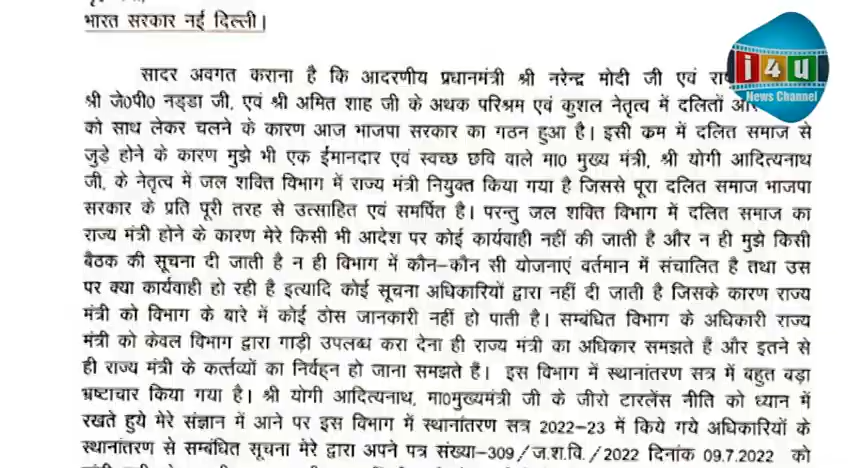 भारत सरकार नई दिल्ली।
i4u
News Channel
सादर अवगत कराना है कि आदरणीय प्रधानमंत्री श्री नरेन्द्र मोदी जी एवं
श्री जे0पी0 नड्डा जी, एवं श्री अमित शाह जी के अथक परिश्रम एवं कुशल नेतृत्व में दलितों
को साथ लेकर चलने के कारण आज भाजपा सरकार का गठन हुआ है। इसी क्रम में दलित समाज से
जुड़े होने के कारण मुझे भी एक ईमानदार एवं स्वच्छ छवि वाले मा0 मुख्य मंत्री, श्री योगी आदित्यनाथ
जी, के नेतृत्व में जल शक्ति विभाग में राज्य मंत्री नियुक्त किया गया है जिससे पूरा दलित समाज भाजपा
सरकार के प्रति पूरी तरह से उत्साहित एवं समर्पित है। परन्तु जल शक्ति विभाग में दलित समाज का
राज्य मंत्री होने के कारण मेरे किसी भी आदेश पर कोई कार्यवाही नहीं की जाती है और न ही मुझे किसी
बैठक की सूचना दी जाती है न ही विभाग में कौन-कौन सी योजनाएं वर्तमान में संचालित है तथा उस
पर क्या कार्यवाही हो रही है इत्यादि कोई सूचना अधिकारियों द्वारा नहीं दी जाती है जिसके कारण राज्य
मंत्री को विभाग के बारे में कोई ठोस जानकारी नहीं हो पाती है। सम्बंधित विभाग के अधिकारी राज्य
मंत्री को केवल विभाग द्वारा गाड़ी उपलब्ध करा देना ही राज्य मंत्री का अधिकार समझते हैं और इतने से
ही राज्य मंत्री के कर्त्तव्यों का निर्वहन हो जाना समझते हैं। इस विभाग में स्थानांतरण सत्र में बहुत बड़ा
भ्रष्टाचार किया गया है। श्री योगी आदित्यनाथ, मा0मुख्यमंत्री जी के जीरो टारलेंस नीति को ध्यान में
रखते हुये मेरे संज्ञान में आने पर इस विभाग में स्थानांतरण सत्र 2022-23 में किये गये अधिकारियों के
स्थानांतरण से सम्बंधित सूचना मेरे द्वारा अपने पत्र संख्या-309/ज.श.वि./2022 दिनांक 09.7.2022 को